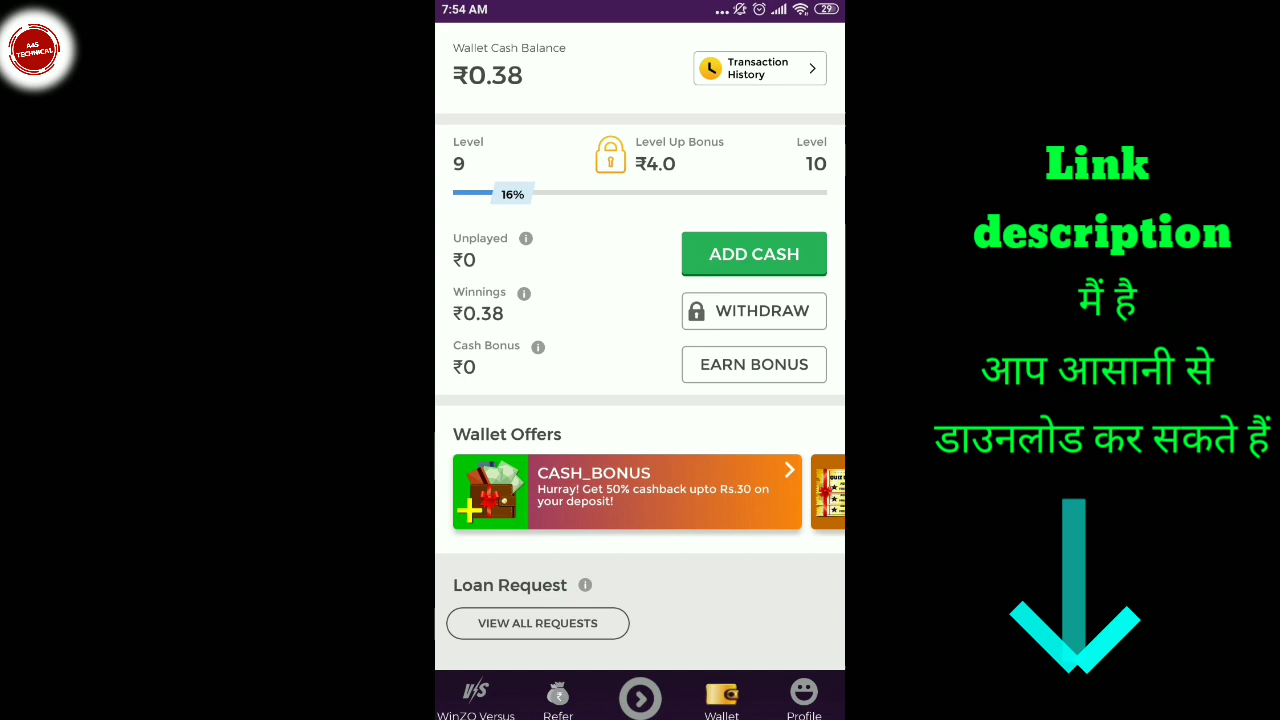 A4S
TECHNICAL
7:54 AM
29
Wallet Cash Balance
₹0.38
Transaction
History
Level
9
Level Up Bonus
₹4.0
Level
10
16%
Unplayed
₹0
ADD CASH
Winnings
₹0.38
WITHDRAW
Cash Bonus
₹0
EARN BONUS
Wallet Offers
CASH_BONUS
Hurray! Get 50% cashback upto Rs.30 on
your deposit!
Loan Request
VIEW ALL REQUESTS
WinZO Versus
Refer
Wallet
Profile
Link
description
मैं है
आप आसानी से
डाउनलोड कर सकते हैं